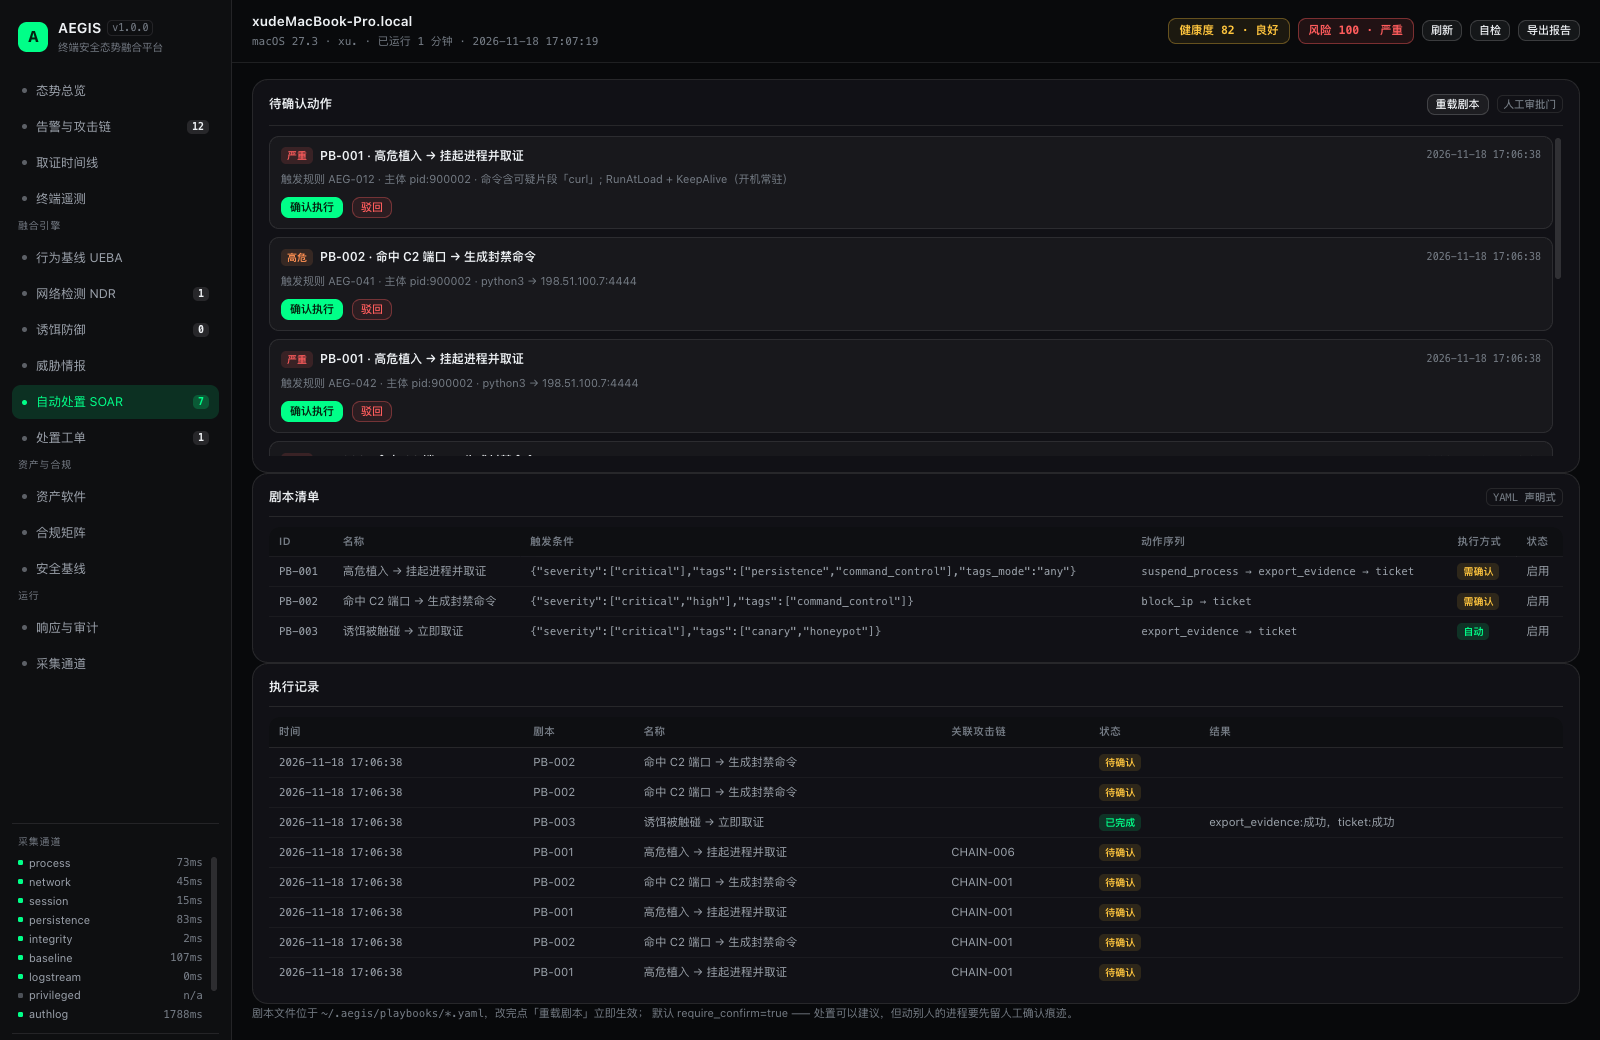 A
AEGIS v1.0.0
终端安全态势融合平台
态势总览
告警与攻击链 12
取证时间线
终端遥测
融合引擎
行为基线 UEBA
网络检测 NDR 1
诱饵防御 0
威胁情报
自动处置 SOAR 7
处置工单 1
资产与合规
资产软件
合规矩阵
安全基线
运行
响应与审计
采集通道
采集通道
process 73ms
network 45ms
session 15ms
persistence 83ms
integrity 2ms
baseline 107ms
logstream 0ms
privileged n/a
authlog 1788ms
xudeMacBook-Pro.local
macOS 27.3 · xu. · 已运行 1 分钟 · 2026-11-18 17:07:19
健康度 82 · 良好
风险 100 · 严重
刷新
自检
导出报告
待确认动作
重载剧本
人工审批门
严重 PB-001 · 高危植入 → 挂起进程并取证 2026-11-18 17:06:38
触发规则 AEG-012 · 主体 pid:900002 · 命令含可疑片段「curl」; RunAtLoad + KeepAlive（开机常驻）
确认执行 驳回
高危 PB-002 · 命中 C2 端口 → 生成封禁命令 2026-11-18 17:06:38
触发规则 AEG-041 · 主体 pid:900002 · python3 → 198.51.100.7:4444
确认执行 驳回
严重 PB-001 · 高危植入 → 挂起进程并取证 2026-11-18 17:06:38
触发规则 AEG-042 · 主体 pid:900002 · python3 → 198.51.100.7:4444
确认执行 驳回
剧本清单
YAML 声明式
ID 名称 触发条件 动作序列 执行方式 状态
PB-001 高危植入 → 挂起进程并取证 {"severity":["critical"],"tags":["persistence","command_control"],"tags_mode":"any"} suspend_process → export_evidence → ticket 需确认 启用
PB-002 命中 C2 端口 → 生成封禁命令 {"severity":["critical","high"],"tags":["command_control"]} block_ip → ticket 需确认 启用
PB-003 诱饵被触碰 → 立即取证 {"severity":["critical"],"tags":["canary","honeypot"]} export_evidence → ticket 自动 启用
执行记录
时间 剧本 名称 关联攻击链 状态 结果
2026-11-18 17:06:38 PB-002 命中 C2 端口 → 生成封禁命令 待确认
2026-11-18 17:06:38 PB-002 命中 C2 端口 → 生成封禁命令 待确认
2026-11-18 17:06:38 PB-003 诱饵被触碰 → 立即取证 已完成 export_evidence:成功, ticket:成功
2026-11-18 17:06:38 PB-001 高危植入 → 挂起进程并取证 CHAIN-006 待确认
2026-11-18 17:06:38 PB-002 命中 C2 端口 → 生成封禁命令 CHAIN-001 待确认
2026-11-18 17:06:38 PB-001 高危植入 → 挂起进程并取证 CHAIN-001 待确认
2026-11-18 17:06:38 PB-002 命中 C2 端口 → 生成封禁命令 CHAIN-001 待确认
2026-11-18 17:06:38 PB-001 高危植入 → 挂起进程并取证 CHAIN-001 待确认
剧本文件位于 ~/.aegis/playbooks/*.yaml，改完点「重载剧本」立即生效； 默认 require_confirm=true —— 处置可以建议，但动别人的进程要先留人工确认痕迹。